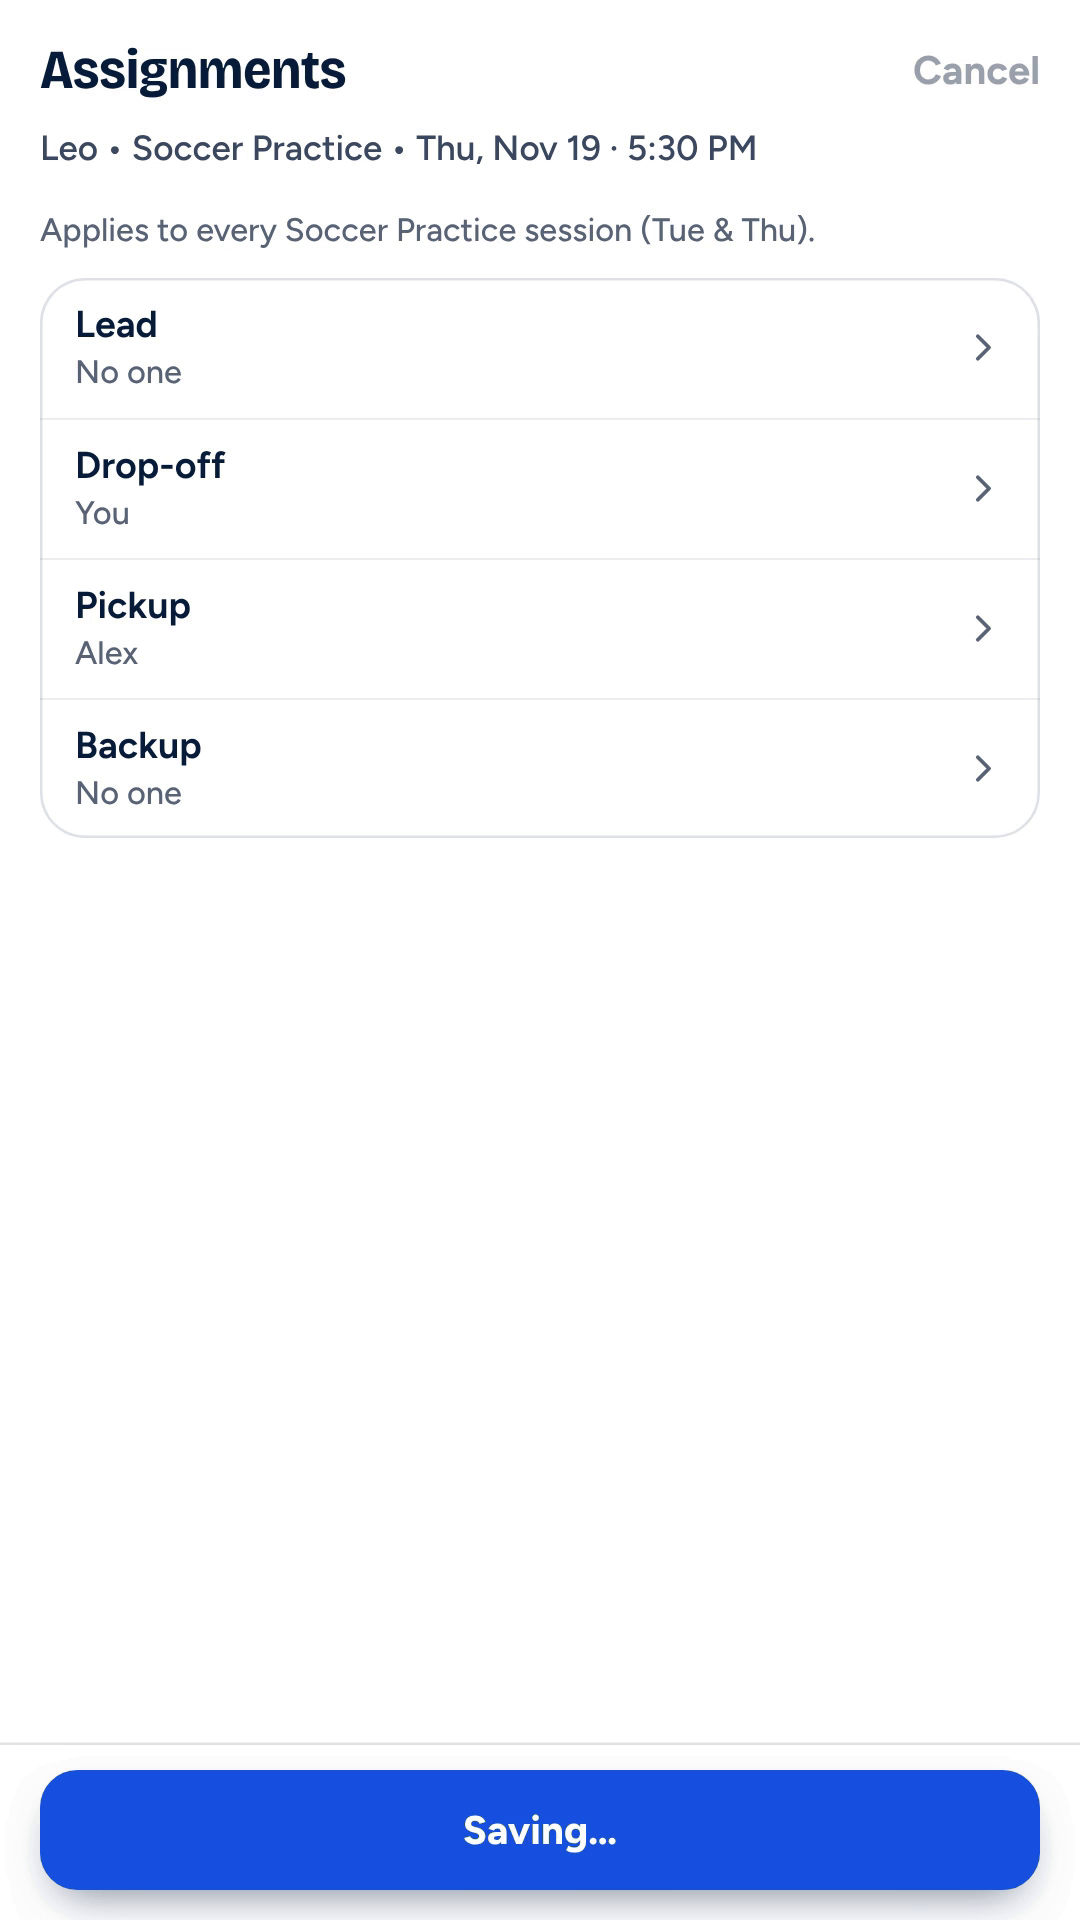 Assignments
Cancel
Leo • Soccer Practice • Thu, Nov 19 · 5:30 PM
Applies to every Soccer Practice session (Tue & Thu).
Lead
No one
Drop-off
You
Pickup
Alex
Backup
No one
Saving...